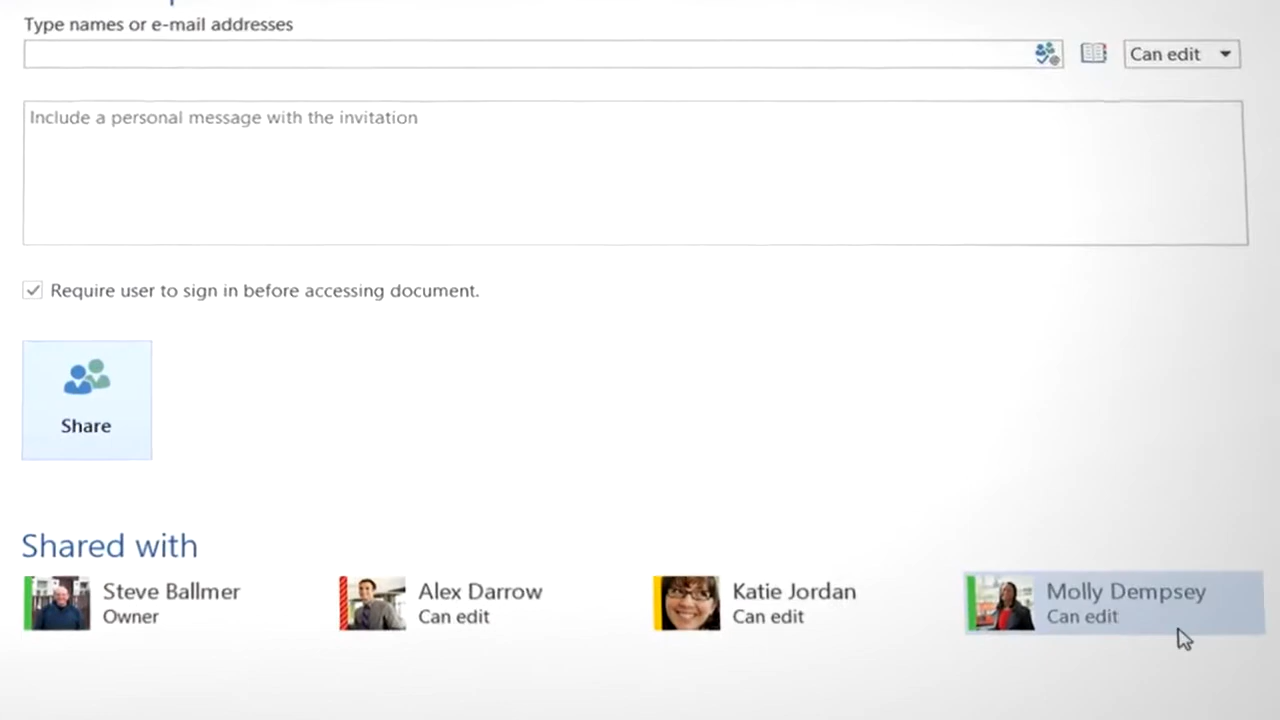 Type names or e-mail addresses
Can edit
Include a personal message with the invitation
Require user to sign in before accessing document.
Share
Shared with
Steve Ballmer
Owner
Alex Darrow
Can edit
Katie Jordan
Can edit
Molly Dempsey
Can edit